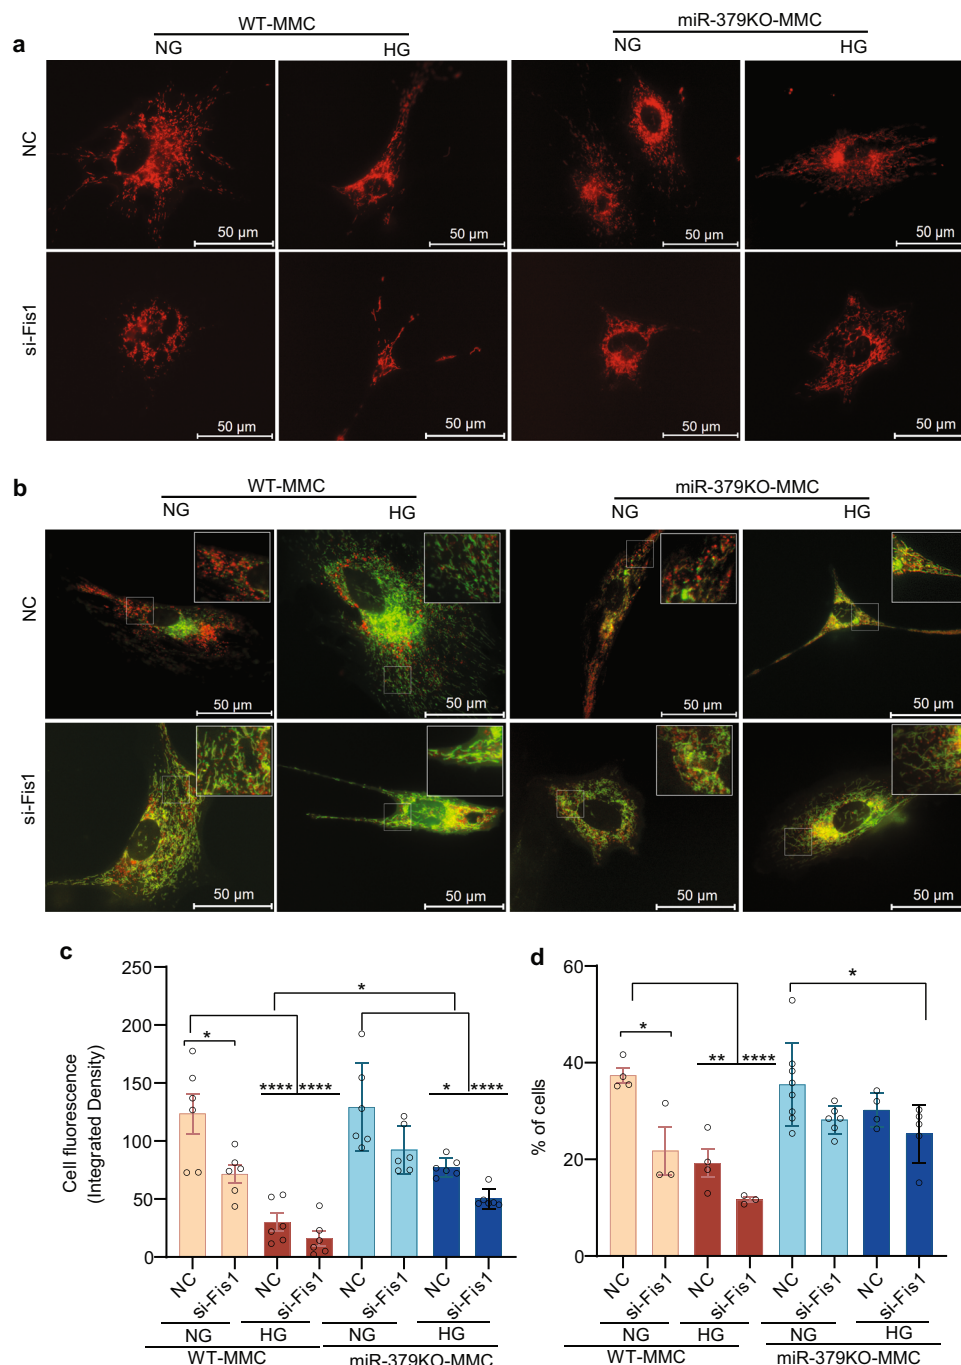 WT-MMC
miR-379KO-MMC
a
NG
HG
NG
HG
NC
50 µm
50 µm
50 µm
50 µm
si-Fis1
50 µm
50 µm
50 µm
50 µm
b
WT-MMC
miR-379KO-MMC
NG
HG
NG
HG
NC
50 µm
50 µm
50 µm
50 µm
si-Fis1
50 µm
50 µm
50 µm
50 µm
c
Cell fluorescence
(Integrated Density)
250
200
150
100
50
0
*
*
**** ****
* ****
NC
si-Fis1
NC
si-Fis1
NC
si-Fis1
NC
si-Fis1
NG
HG
NG
HG
WT-MMC
miR-379KO-MMC
d
% of cells
60
40
20
0
*
*
** ****
NC
si-Fis1
NC
si-Fis1
NC
si-Fis1
NC
si-Fis1
NG
HG
NG
HG
WT-MMC
miR-379KO-MMC